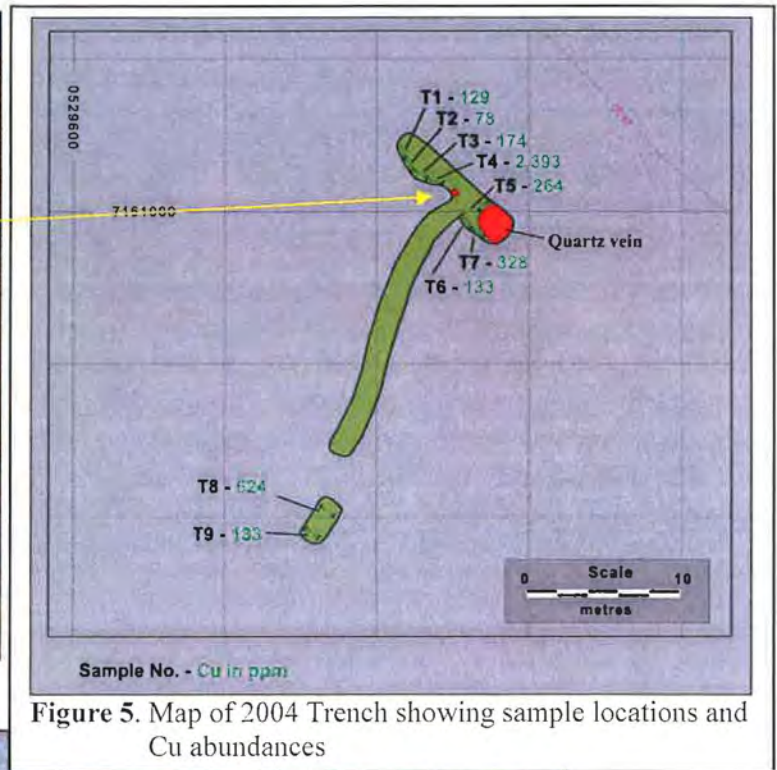 0529600
T1 - 129
T2 - 78
T3 - 174
T4 - 2,393
T5 - 264
7161000
Quartz vein
T7 - 328
T6 - 133
T8 - 624
T9 - 133
0 Scale 10
metres
Sample No. - Cu in ppm
Figure 5. Map of 2004 Trench showing sample locations and
Cu abundances